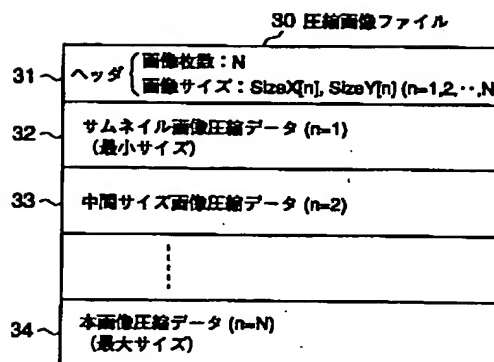 30 圧縮画像ファイル
31 ヘッダ { 画像枚数：N
画像サイズ：SizeX[n], SizeY[n] (n=1,2,‥,N
32 サムネイル画像圧縮データ (n=1)
(最小サイズ)
33 中間サイズ画像圧縮データ (n=2)
34 本画像圧縮データ (n=N)
(最大サイズ)